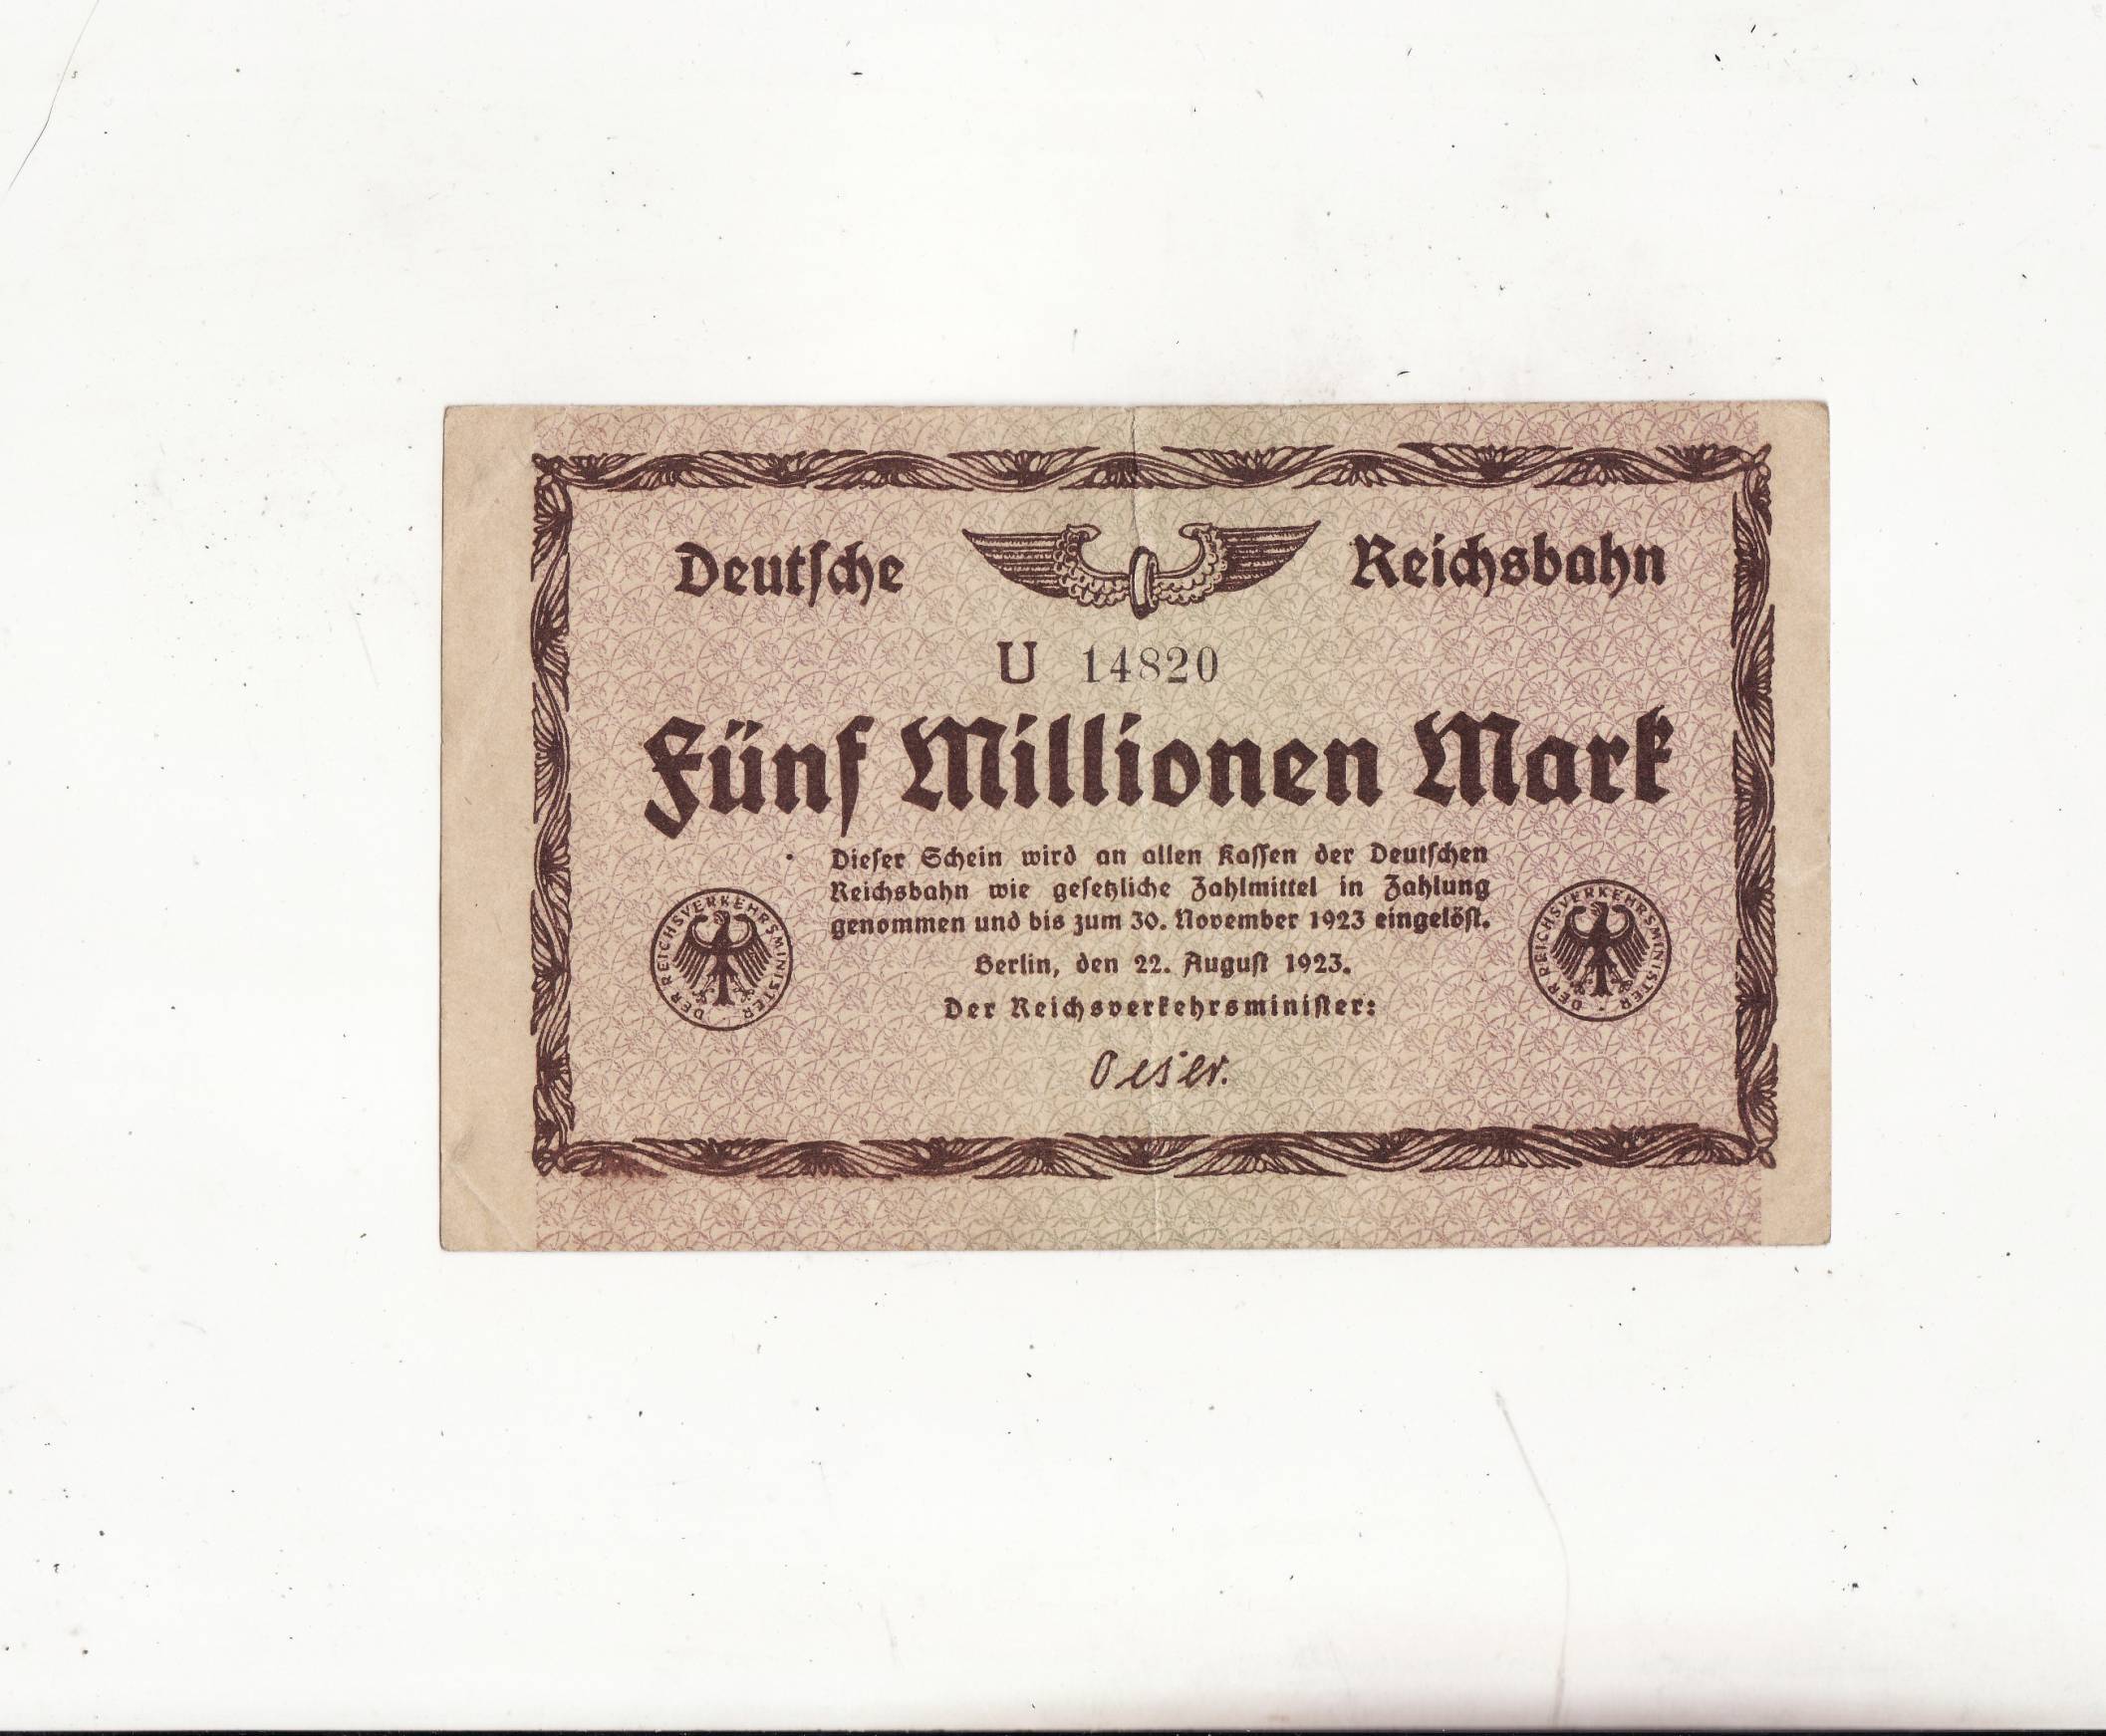 Deutsche Reichsbahn
U 14820
Fünf Millionen Mark
Dieser Schein wird an allen Kassen der Deutschen
Reichsbahn wie gesetzliche Zahlmittel in Zahlung
genommen und bis zum 30. November 1923 eingelöst.
Berlin, den 22. August 1923.
Der Reichsverkehrsminister:
Oeser.
DER REICHSVERKEHRSMINISTER
DER REICHSVERKEHRSMINISTER